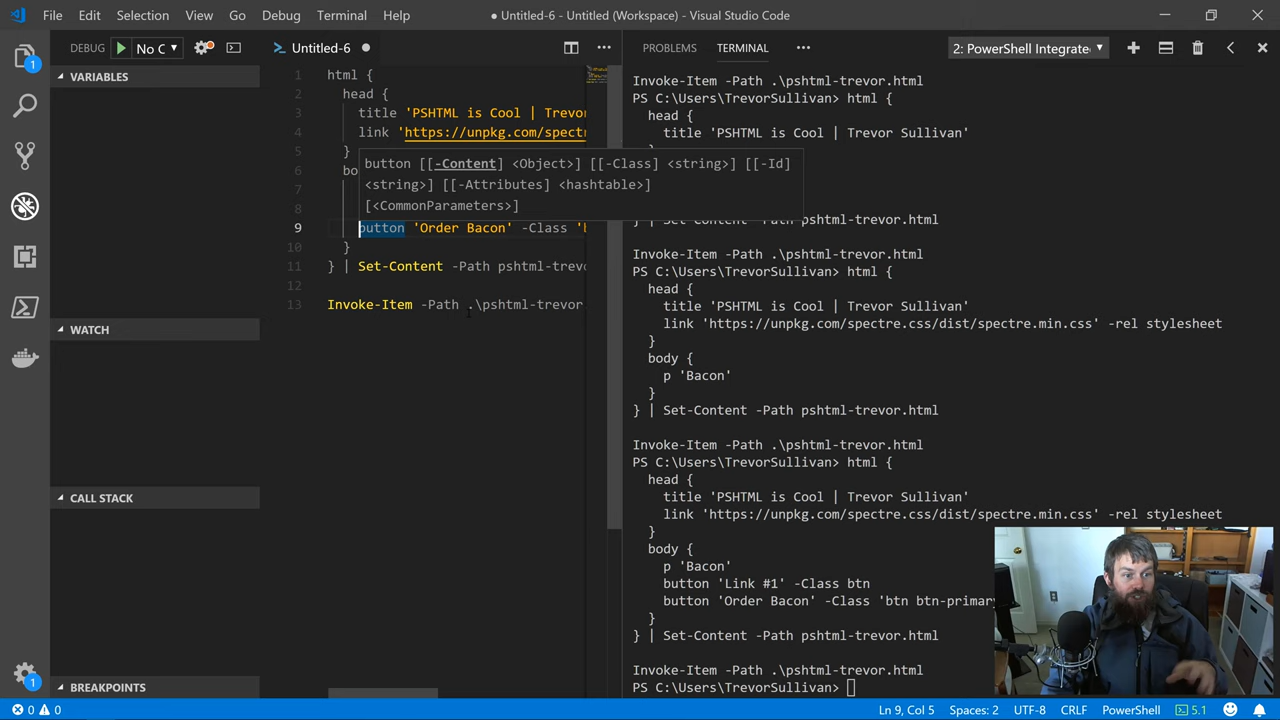 File Edit Selection View Go Debug Terminal Help
● Untitled-6 - Untitled (Workspace) - Visual Studio Code
DEBUG No C
Untitled-6
VARIABLES
WATCH
CALL STACK
BREAKPOINTS
1 html {
2 head {
3 title 'PSHTML is Cool | Trevo
4 link 'https://unpkg.com/spectr
5 }
6 bo
7
8
9 button 'Order Bacon' -Class 'b
10 }
11 } | Set-Content -Path pshtml-trevo
12
13 Invoke-Item -Path .\pshtml-trevor
button [[-Content] <Object>] [[-Class] <string>] [[-Id]
<string>] [[-Attributes] <hashtable>]
[<CommonParameters>]
PROBLEMS TERMINAL
2: PowerShell Integrate
Invoke-Item -Path .\pshtml-trevor.html
PS C:\Users\TrevorSullivan> html {
head {
title 'PSHTML is Cool | Trevor Sullivan'
} | Set-Content -Path pshtml-trevor.html
Invoke-Item -Path .\pshtml-trevor.html
PS C:\Users\TrevorSullivan> html {
head {
title 'PSHTML is Cool | Trevor Sullivan'
link 'https://unpkg.com/spectre.css/dist/spectre.min.css' -rel stylesheet
}
body {
p 'Bacon'
}
} | Set-Content -Path pshtml-trevor.html
Invoke-Item -Path .\pshtml-trevor.html
PS C:\Users\TrevorSullivan> html {
head {
title 'PSHTML is Cool | Trevor Sullivan'
link 'https://unpkg.com/spectre.css/dist/spectre.min.css' -rel stylesheet
}
body {
p 'Bacon'
button 'Link #1' -Class btn
button 'Order Bacon' -Class 'btn btn-primary
}
} | Set-Content -Path pshtml-trevor.html
Invoke-Item -Path .\pshtml-trevor.html
PS C:\Users\TrevorSullivan>
1
1
0 0
Ln 9, Col 5 Spaces: 2 UTF-8 CRLF PowerShell 5.1